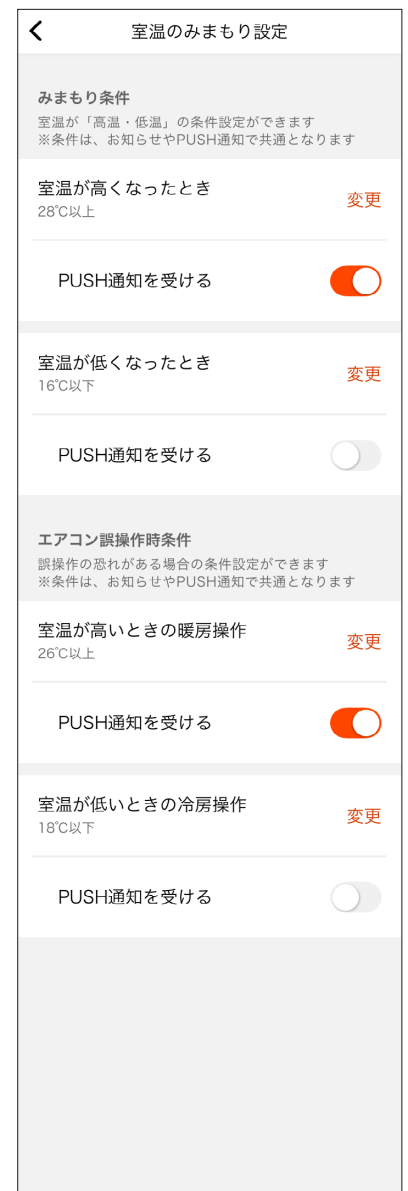 室温のみまもり設定
みまもり条件
室温が「高温・低温」の条件設定ができます
※条件は、お知らせやPUSH通知で共通となります
室温が高くなったとき
変更
28℃以上
PUSH通知を受ける
室温が低くなったとき
変更
16℃以下
PUSH通知を受ける
エアコン誤操作時条件
誤操作の恐れがある場合の条件設定ができます
※条件は、お知らせやPUSH通知で共通となります
室温が高いときの暖房操作
変更
26℃以上
PUSH通知を受ける
室温が低いときの冷房操作
変更
18℃以下
PUSH通知を受ける